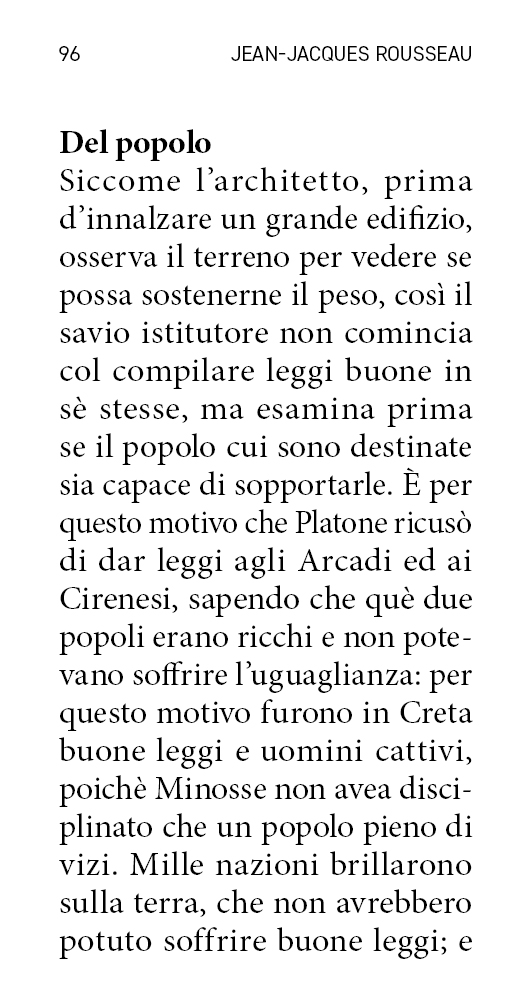 96 JEAN-JACQUES ROUSSEAU
Del popolo
Siccome l’architetto, prima
d’innalzare un grande edifizio,
osserva il terreno per vedere se
possa sostenerne il peso, così il
savio istitutore non comincia
col compilare leggi buone in
sè stesse, ma esamina prima
se il popolo cui sono destinate
sia capace di sopportarle. È per
questo motivo che Platone ricusò
di dar leggi agli Arcadi ed ai
Cirenesi, sapendo che què due
popoli erano ricchi e non pote-
vano soffrire l’uguaglianza: per
questo motivo furono in Creta
buone leggi e uomini cattivi,
poichè Minosse non avea disci-
plinato che un popolo pieno di
vizi. Mille nazioni brillarono
sulla terra, che non avrebbero
potuto soffrire buone leggi; e